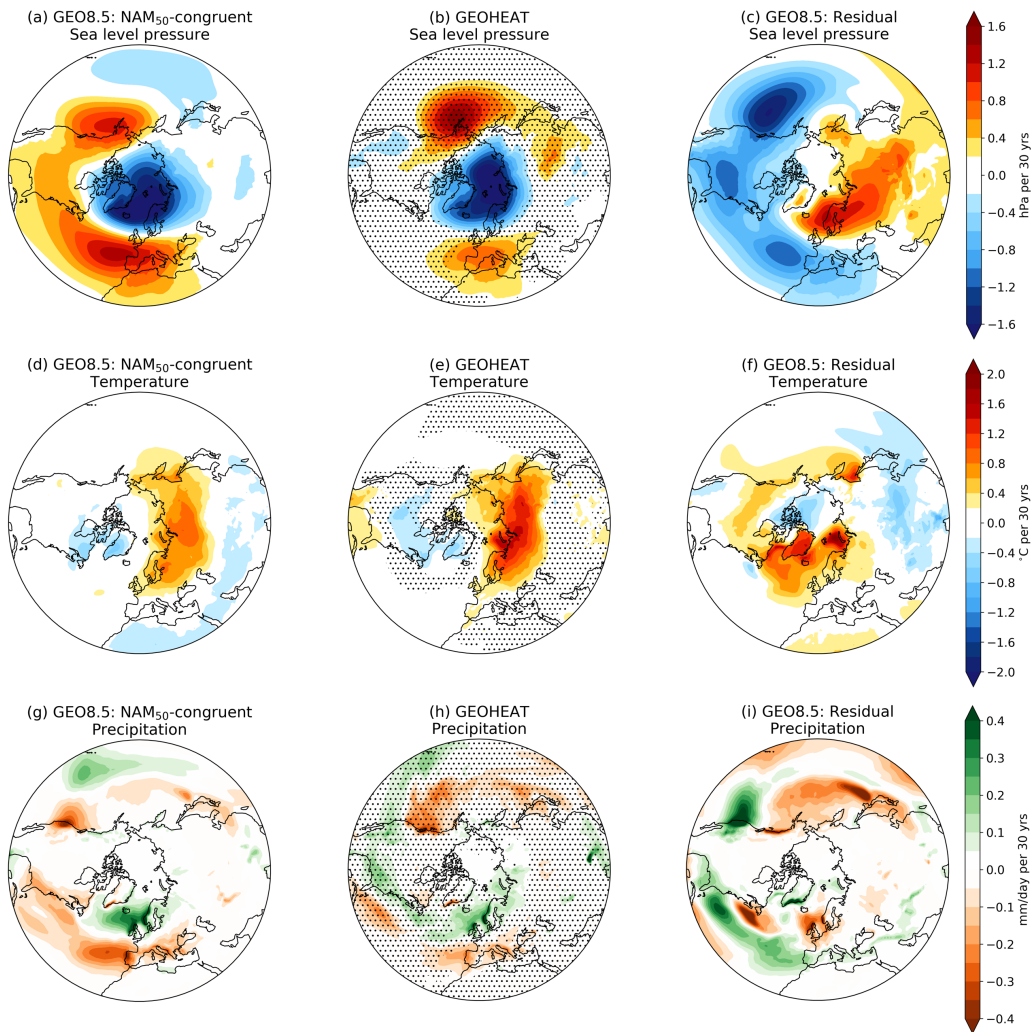 (a) GEO8.5: NAM₅₀-congruent
Sea level pressure
(b) GEOHEAT
Sea level pressure
(c) GEO8.5: Residual
Sea level pressure
1.6
1.2
0.8
0.4
0.0
−0.4
−0.8
−1.2
−1.6
hPa per 30 yrs
(d) GEO8.5: NAM₅₀-congruent
Temperature
(e) GEOHEAT
Temperature
(f) GEO8.5: Residual
Temperature
2.0
1.6
1.2
0.8
0.4
0.0
−0.4
−0.8
−1.2
−1.6
−2.0
°C per 30 yrs
(g) GEO8.5: NAM₅₀-congruent
Precipitation
(h) GEOHEAT
Precipitation
(i) GEO8.5: Residual
Precipitation
0.4
0.3
0.2
0.1
0.0
−0.1
−0.2
−0.3
−0.4
mm/day per 30 yrs